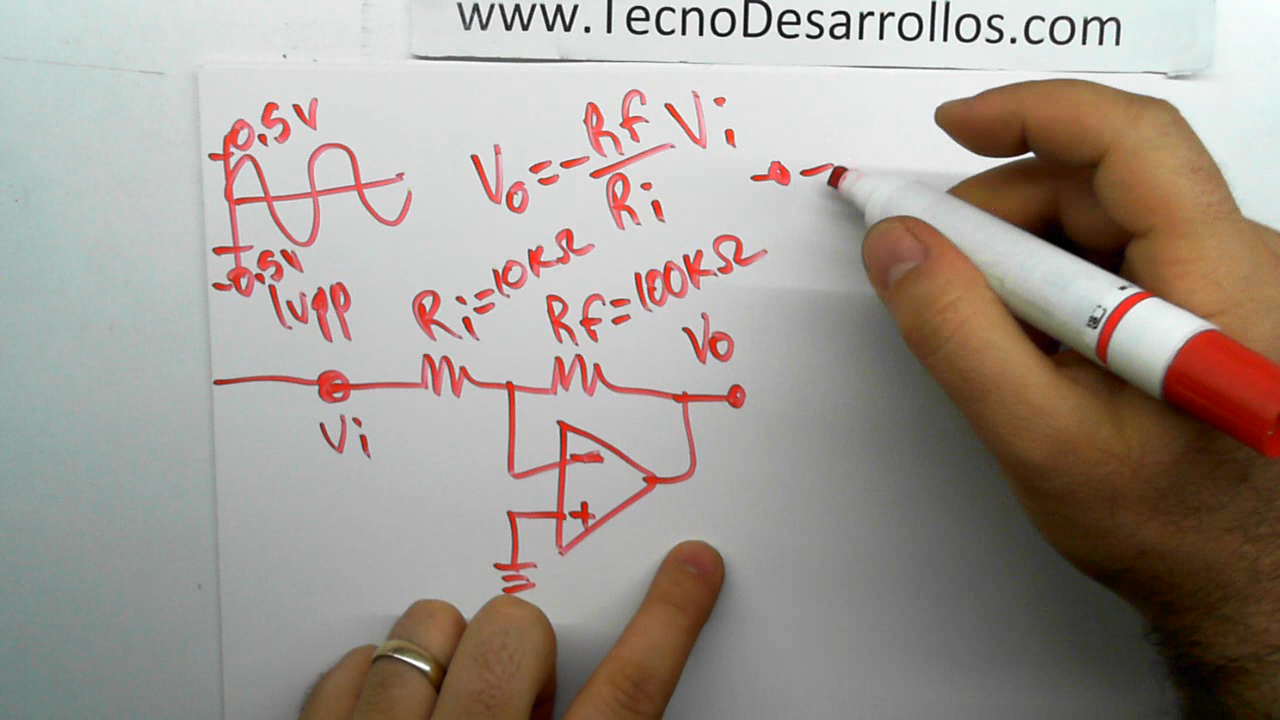 www.TecnoDesarrollos.com
+0.5V
-0.5V
1Vpp
Vo=-Rf/Ri Vi
Ri=10KΩ
Rf=100KΩ
Vo
Vi
-
+